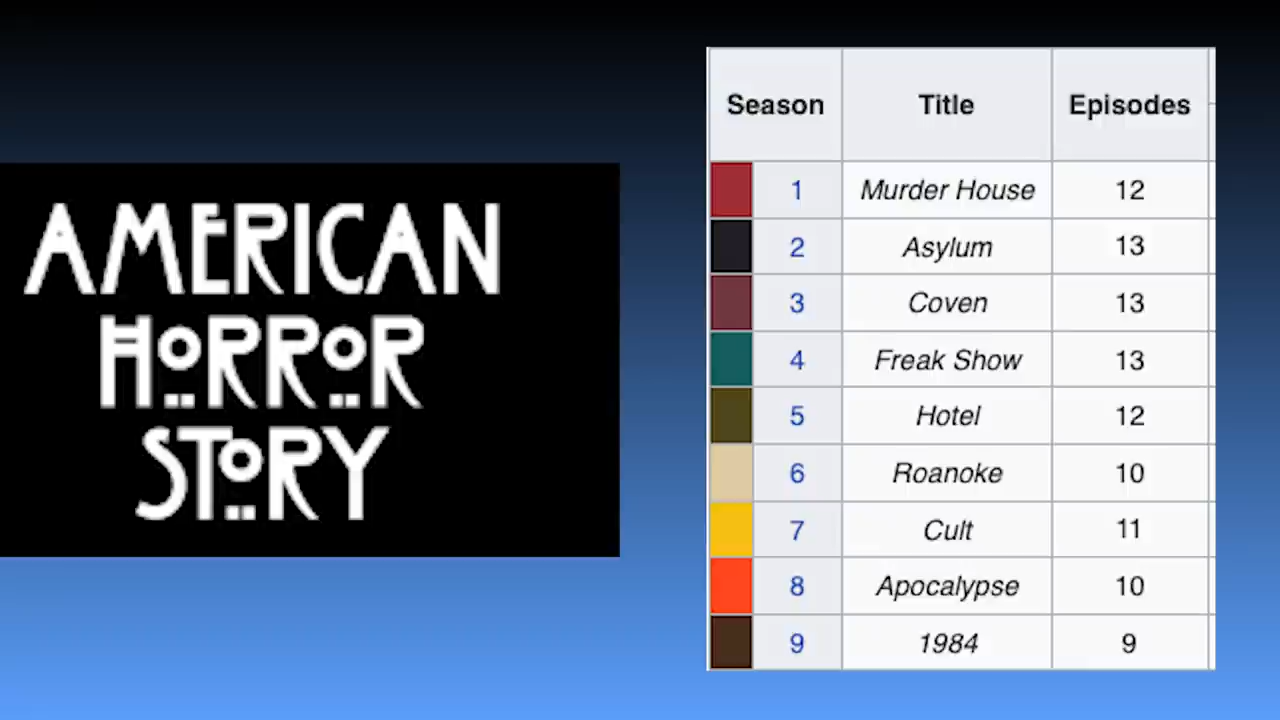 AMERICAN
HORROR
STORY
Season Title Episodes
1 Murder House 12
2 Asylum 13
3 Coven 13
4 Freak Show 13
5 Hotel 12
6 Roanoke 10
7 Cult 11
8 Apocalypse 10
9 1984 9